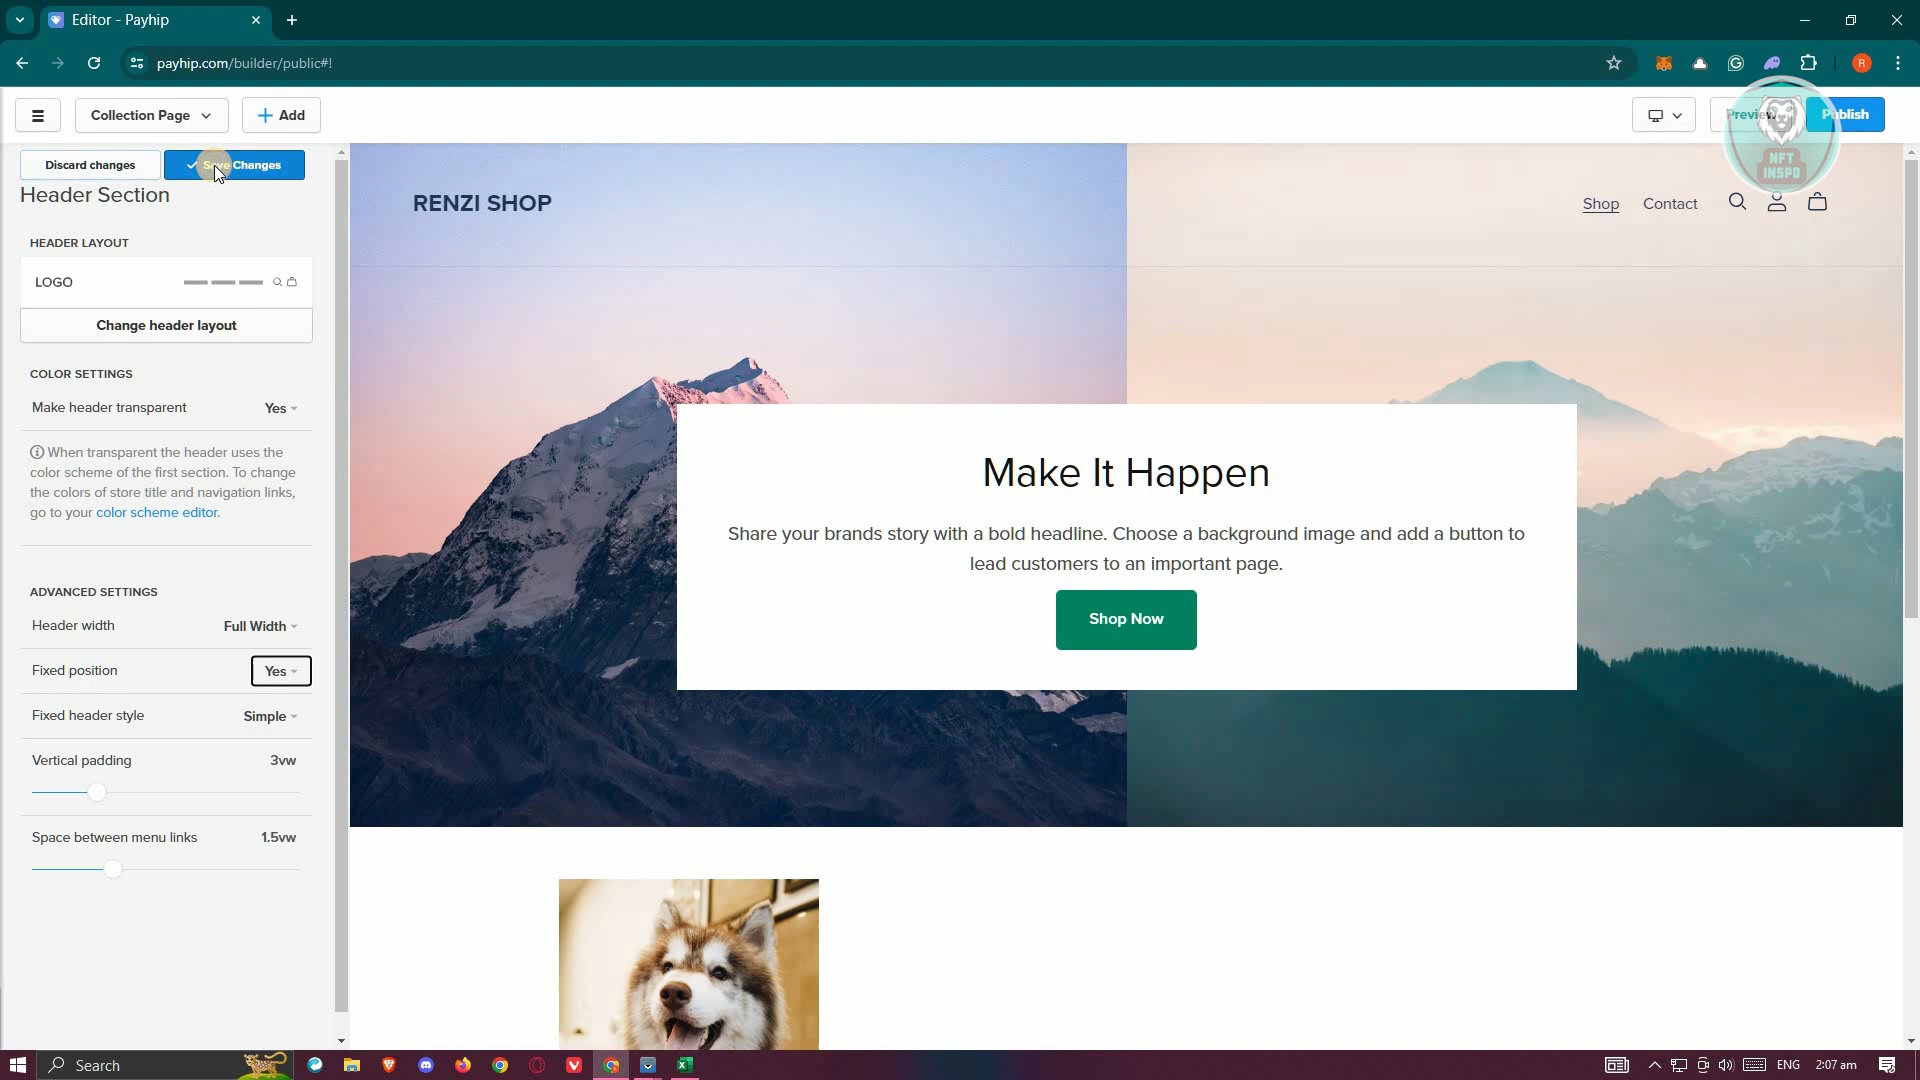 Editor - Payhip
payhip.com/builder/public#!
Collection Page
Add
Preview
Publish
NFT
INSPO
Discard changes
Save Changes
Header Section
HEADER LAYOUT
LOGO
Change header layout
COLOR SETTINGS
Make header transparent Yes
When transparent the header uses the
color scheme of the first section. To change
the colors of store title and navigation links,
go to your color scheme editor.
ADVANCED SETTINGS
Header width Full Width
Fixed position Yes
Fixed header style Simple
Vertical padding 3vw
Space between menu links 1.5vw
RENZI SHOP
Shop Contact
Make It Happen
Share your brands story with a bold headline. Choose a background image and add a button to
lead customers to an important page.
Shop Now
Search
ENG 2:07 am